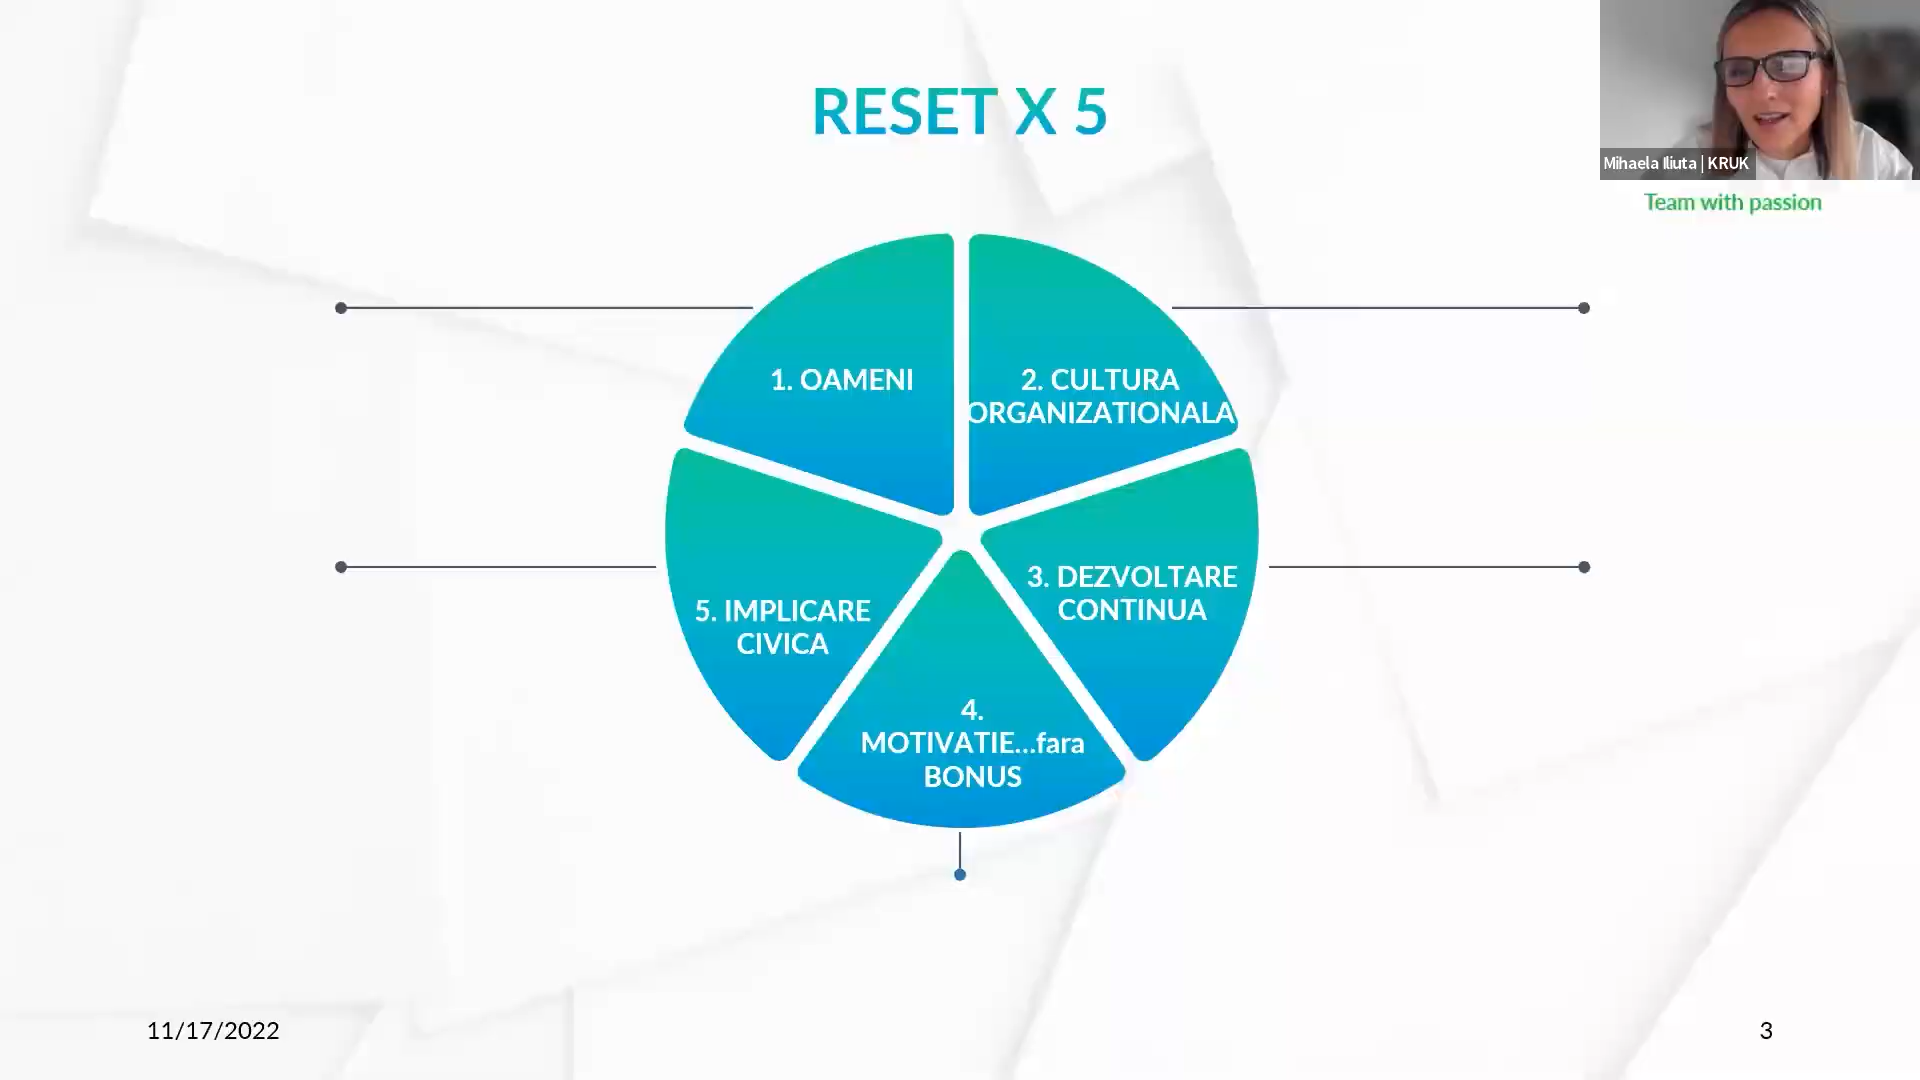 RESET X 5
Mihaela Iliuta | KRUK
Team with passion
1. OAMENI
2. CULTURA
ORGANIZATIONALA
3. DEZVOLTARE
CONTINUA
4.
MOTIVATIE...fara
BONUS
5. IMPLICARE
CIVICA
11/17/2022
3